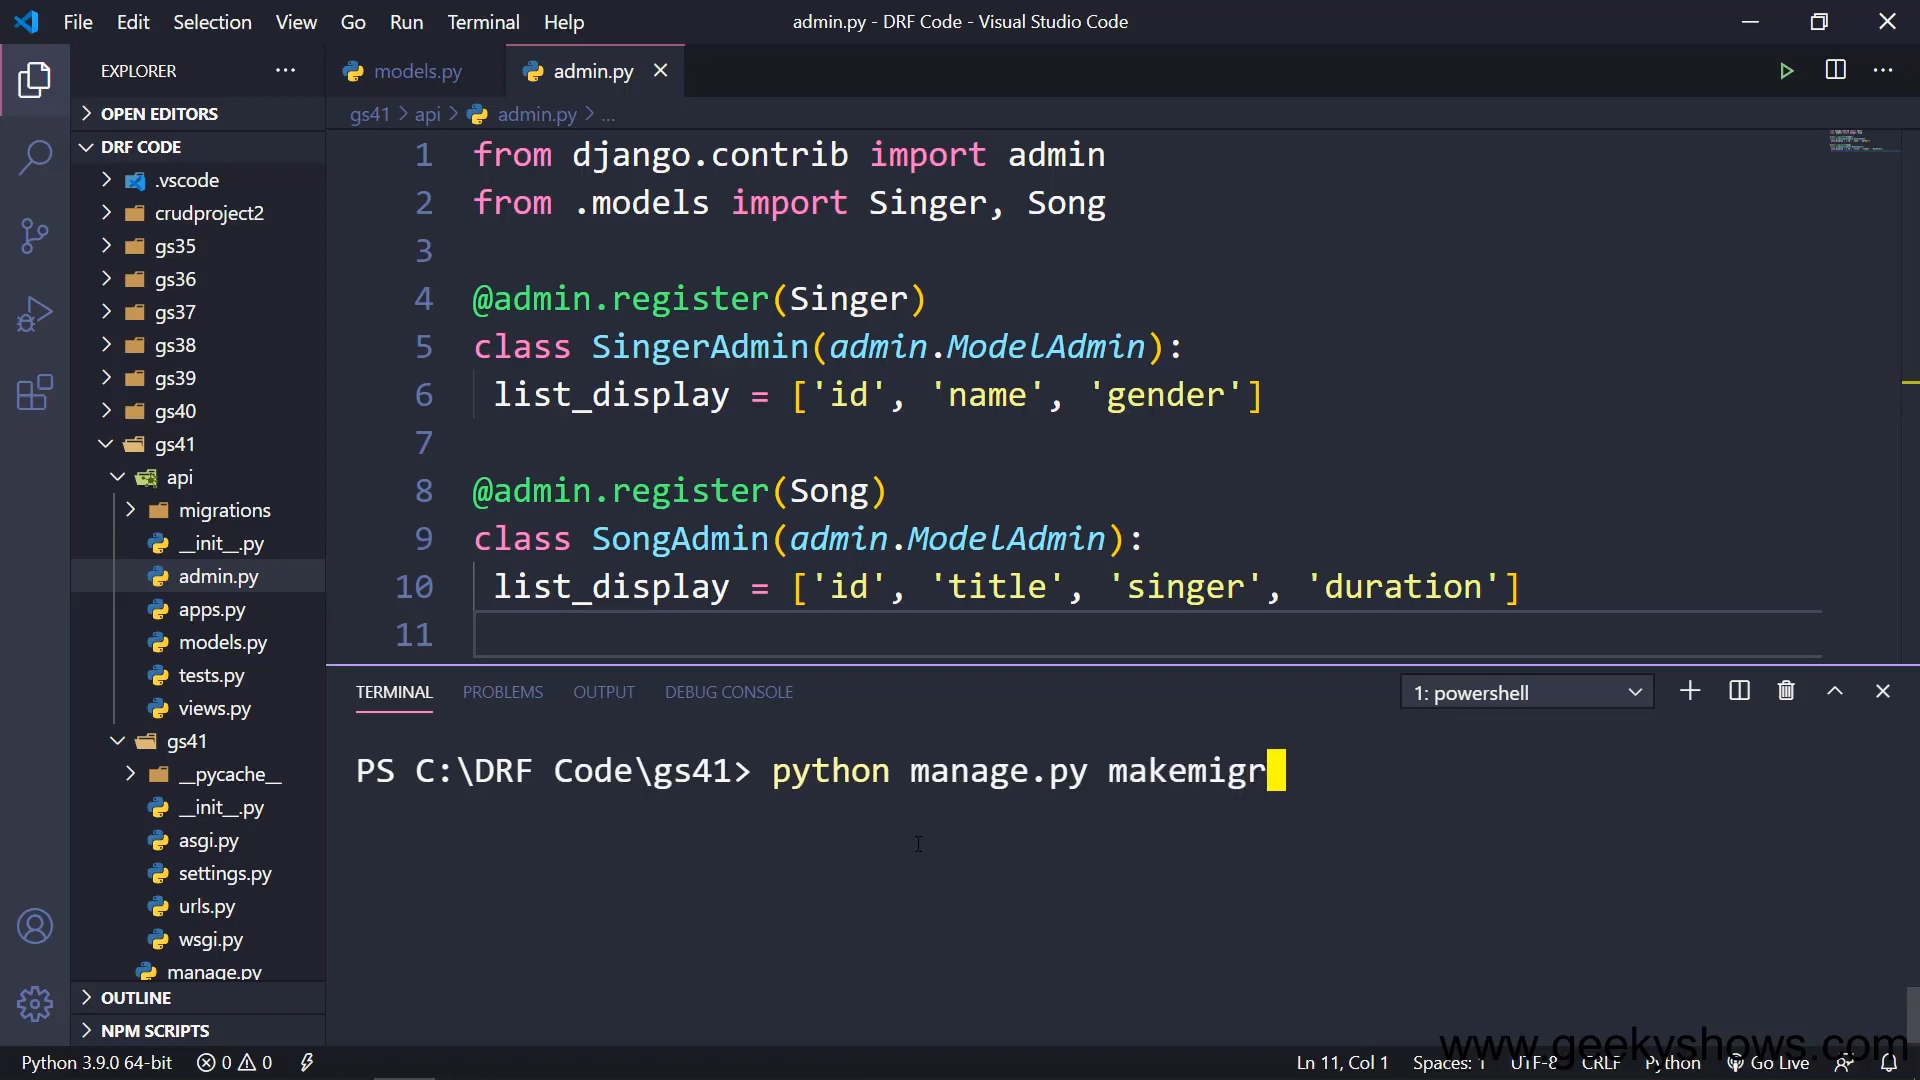 File Edit Selection View Go Run Terminal Help
admin.py - DRF Code - Visual Studio Code
EXPLORER
OPEN EDITORS
DRF CODE
.vscode
crudproject2
gs35
gs36
gs37
gs38
gs39
gs40
gs41
api
migrations
__init__.py
admin.py
apps.py
models.py
tests.py
views.py
gs41
__pycache__
__init__.py
asgi.py
settings.py
urls.py
wsgi.py
manage.py
OUTLINE
NPM SCRIPTS
models.py admin.py
gs41 > api > admin.py > ...
1 from django.contrib import admin
2 from .models import Singer, Song
3
4 @admin.register(Singer)
5 class SingerAdmin(admin.ModelAdmin):
6 list_display = ['id', 'name', 'gender']
7
8 @admin.register(Song)
9 class SongAdmin(admin.ModelAdmin):
10 list_display = ['id', 'title', 'singer', 'duration']
11
TERMINAL PROBLEMS OUTPUT DEBUG CONSOLE
1: powershell
PS C:\DRF Code\gs41> python manage.py makemigr
www.geekyshows.com
Python 3.9.0 64-bit 0 0
Ln 11, Col 1 Spaces: 1 UTF-8 CRLF Python Go Live